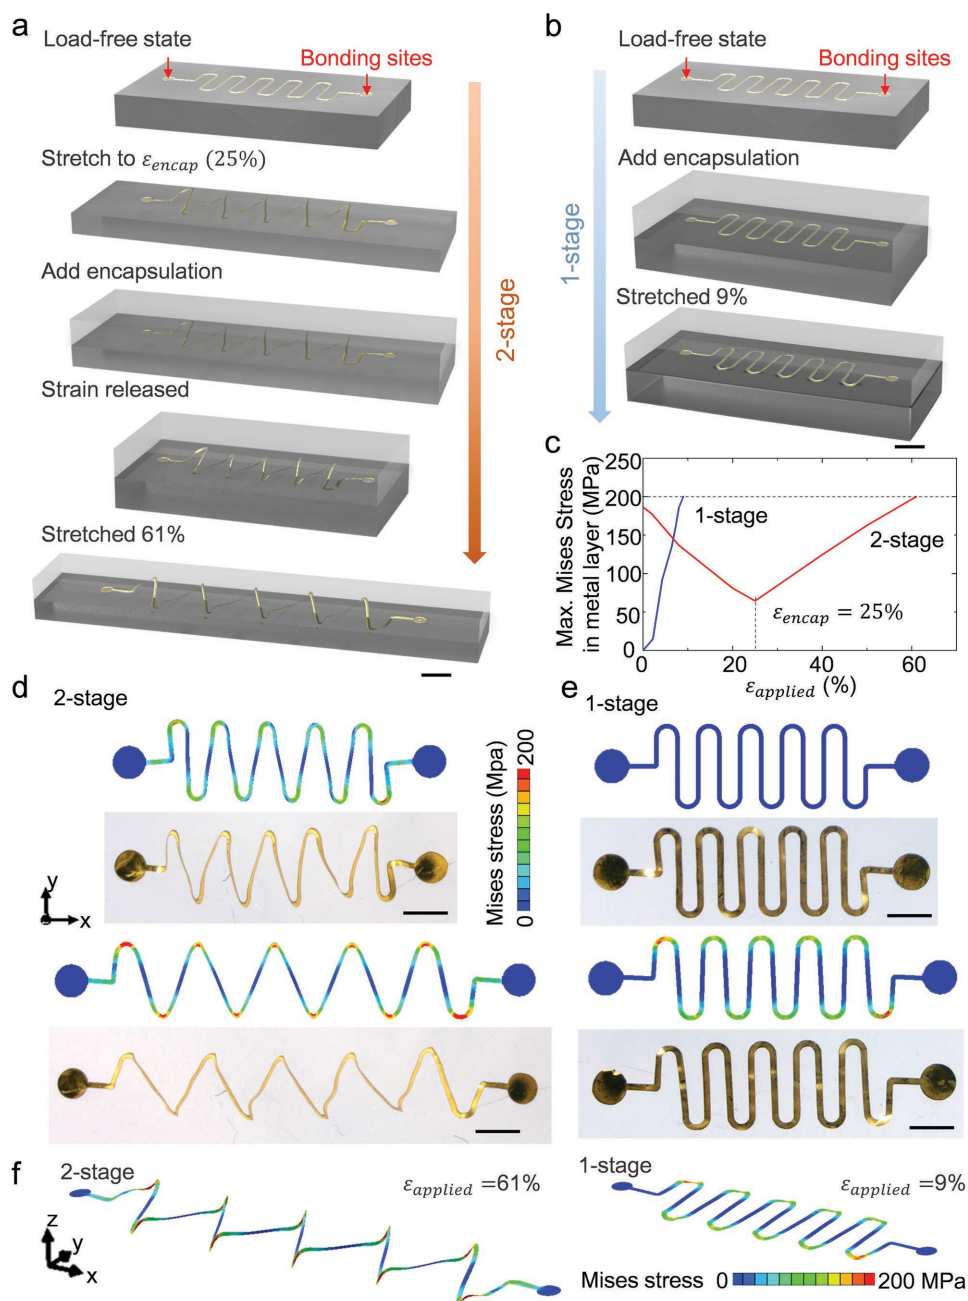 a
Load-free state
Bonding sites
Stretch to ε_encap (25%)
Add encapsulation
Strain released
Stretched 61%
2-stage
b
Load-free state
Bonding sites
Add encapsulation
Stretched 9%
1-stage
c
Max. Mises Stress
in metal layer (MPa)
250
200
150
100
50
0
1-stage
2-stage
ε_encap = 25%
0
20
40
60
ε_applied (%)
d
2-stage
Mises stress (Mpa)
0
200
y
x
e
1-stage
f
2-stage
ε_applied =61%
z
y
x
1-stage
ε_applied =9%
Mises stress 0 200 MPa